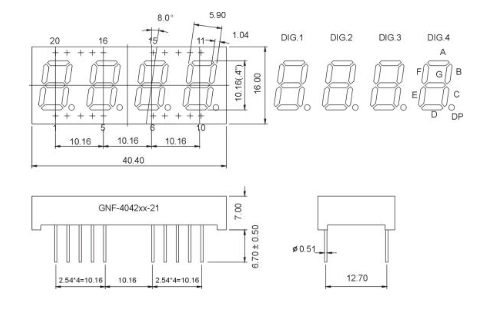 8.0°
5.90
1.04
20 16 15 11
DIG.1 DIG.2 DIG.3 DIG.4
A
F G B
E C
D DP
10.16(.4")
16.00
1 5 6 10
10.16 10.16 10.16
40.40
GNF-4042xx-21
7.00
6.70 ± 0.50
2.54*4=10.16 10.16 2.54*4=10.16
ø 0.51
12.70